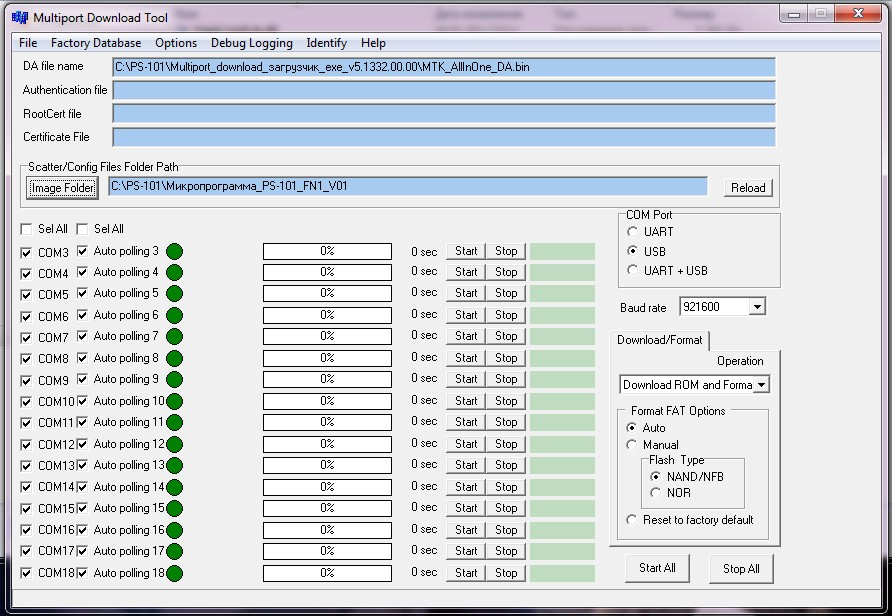 Multiport Download Tool
File Factory Database Options Debug Logging Identify Help
DA file name C:\PS-101\Multiport_download_загрузчик_exe_v5.1332.00.00\MTK_AllInOne_DA.bin
Authentication file
RootCert file
Certificate File
Scatter/Config Files Folder Path
Image Folder C:\PS-101\Микропрограмма_PS-101_FN1_V01 Reload
Sel All Sel All
COM3 Auto polling 3 0% 0 sec Start Stop
COM4 Auto polling 4 0% 0 sec Start Stop
COM5 Auto polling 5 0% 0 sec Start Stop
COM6 Auto polling 6 0% 0 sec Start Stop
COM7 Auto polling 7 0% 0 sec Start Stop
COM8 Auto polling 8 0% 0 sec Start Stop
COM9 Auto polling 9 0% 0 sec Start Stop
COM10 Auto polling 10 0% 0 sec Start Stop
COM11 Auto polling 11 0% 0 sec Start Stop
COM12 Auto polling 12 0% 0 sec Start Stop
COM13 Auto polling 13 0% 0 sec Start Stop
COM14 Auto polling 14 0% 0 sec Start Stop
COM15 Auto polling 15 0% 0 sec Start Stop
COM16 Auto polling 16 0% 0 sec Start Stop
COM17 Auto polling 17 0% 0 sec Start Stop
COM18 Auto polling 18 0% 0 sec Start Stop
COM Port
UART
USB
UART + USB
Baud rate 921600
Download/Format
Operation
Download ROM and Forma
Format FAT Options
Auto
Manual
Flash Type
NAND/NFB
NOR
Reset to factory default
Start All Stop All